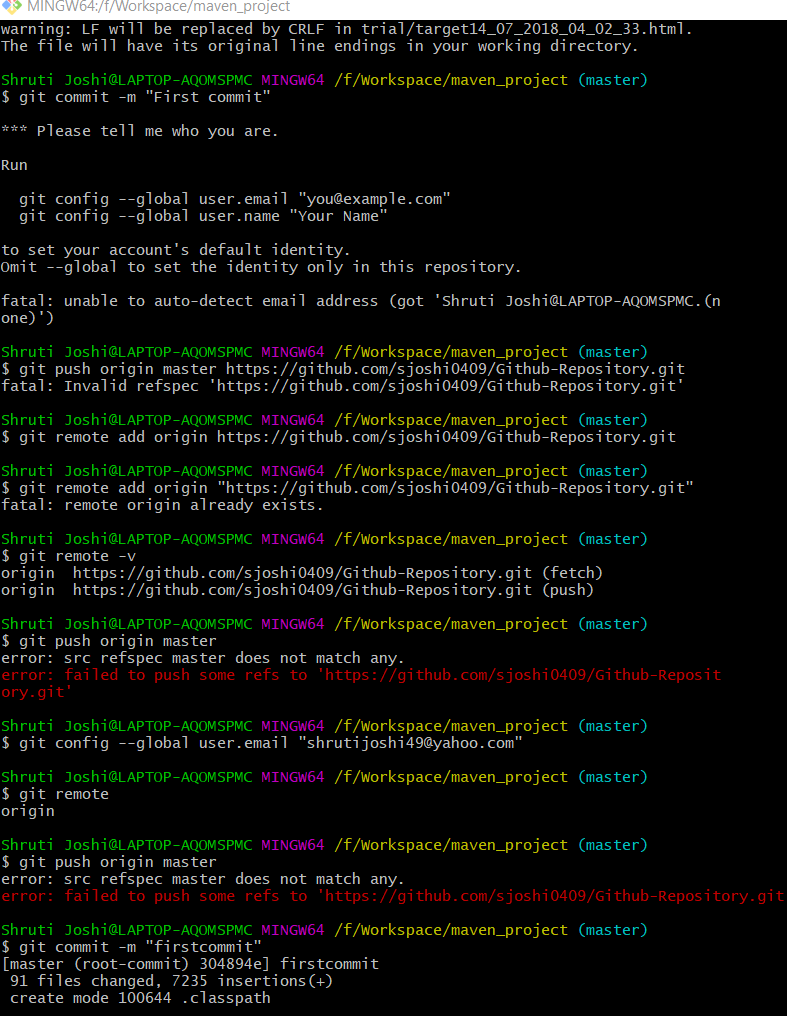 MINGW64:/f/Workspace/maven_project
warning: LF will be replaced by CRLF in trial/target14_07_2018_04_02_33.html.
The file will have its original line endings in your working directory.
Shruti Joshi@LAPTOP-AQOMSPMC MINGW64 /f/Workspace/maven_project (master)
$ git commit -m "First commit"
*** Please tell me who you are.
Run
git config --global user.email "you@example.com"
git config --global user.name "Your Name"
to set your account's default identity.
Omit --global to set the identity only in this repository.
fatal: unable to auto-detect email address (got 'Shruti Joshi@LAPTOP-AQOMSPMC.(n
one)')
Shruti Joshi@LAPTOP-AQOMSPMC MINGW64 /f/Workspace/maven_project (master)
$ git push origin master https://github.com/sjoshi0409/Github-Repository.git
fatal: Invalid refspec 'https://github.com/sjoshi0409/Github-Repository.git'
Shruti Joshi@LAPTOP-AQOMSPMC MINGW64 /f/Workspace/maven_project (master)
$ git remote add origin https://github.com/sjoshi0409/Github-Repository.git
Shruti Joshi@LAPTOP-AQOMSPMC MINGW64 /f/Workspace/maven_project (master)
$ git remote add origin "https://github.com/sjoshi0409/Github-Repository.git"
fatal: remote origin already exists.
Shruti Joshi@LAPTOP-AQOMSPMC MINGW64 /f/Workspace/maven_project (master)
$ git remote -v
origin  https://github.com/sjoshi0409/Github-Repository.git (fetch)
origin  https://github.com/sjoshi0409/Github-Repository.git (push)
Shruti Joshi@LAPTOP-AQOMSPMC MINGW64 /f/Workspace/maven_project (master)
$ git push origin master
error: src refspec master does not match any.
error: failed to push some refs to 'https://github.com/sjoshi0409/Github-Reposit
ory.git'
Shruti Joshi@LAPTOP-AQOMSPMC MINGW64 /f/Workspace/maven_project (master)
$ git config --global user.email "shrutijoshi49@yahoo.com"
Shruti Joshi@LAPTOP-AQOMSPMC MINGW64 /f/Workspace/maven_project (master)
$ git remote
origin
Shruti Joshi@LAPTOP-AQOMSPMC MINGW64 /f/Workspace/maven_project (master)
$ git push origin master
error: src refspec master does not match any.
error: failed to push some refs to 'https://github.com/sjoshi0409/Github-Repository.git
Shruti Joshi@LAPTOP-AQOMSPMC MINGW64 /f/Workspace/maven_project (master)
$ git commit -m "firstcommit"
[master (root-commit) 304894e] firstcommit
91 files changed, 7235 insertions(+)
create mode 100644 .classpath